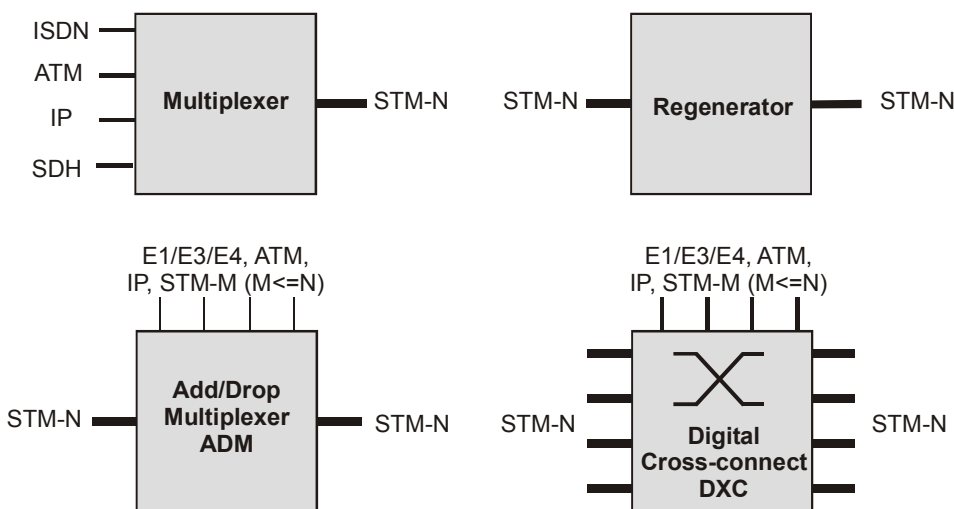 ISDN
ATM
IP
SDH
Multiplexer
STM-N
STM-N
Regenerator
STM-N
E1/E3/E4, ATM,
IP, STM-M (M<=N)
STM-N
Add/Drop
Multiplexer
ADM
STM-N
E1/E3/E4, ATM,
IP, STM-M (M<=N)
STM-N
Digital
Cross-connect
DXC
STM-N